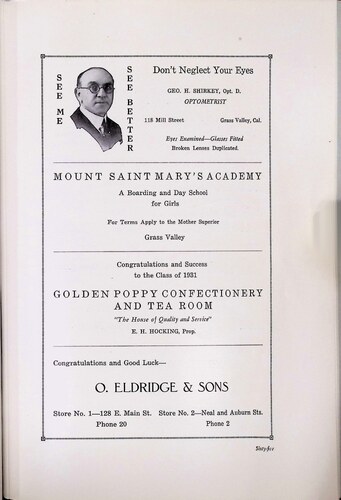 SEE ME
SEE BETTER
Don't Neglect Your Eyes
GEO. H. SHIRKEY, Opt. D.
OPTOMETRIST
118 Mill Street Grass Valley, Cal.
Eyes Examined—Glasses Fitted
Broken Lenses Duplicated.
MOUNT SAINT MARY'S ACADEMY
A Boarding and Day School
for Girls
For Terms Apply to the Mother Superior
Grass Valley
Congratulations and Success
to the Class of 1931
GOLDEN POPPY CONFECTIONERY
AND TEA ROOM
"The House of Quality and Service"
E. H. HOCKING, Prop.
Congratulations and Good Luck—
O. ELDRIDGE & SONS
Store No. 1—128 E. Main St. Store No. 2—Neal and Auburn Sts.
Phone 20 Phone 2